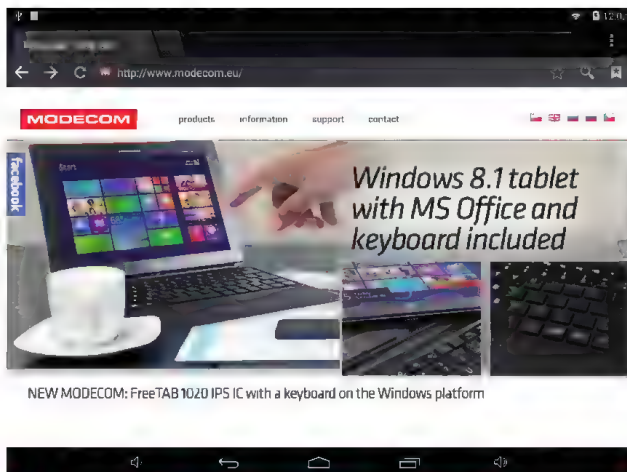 http://www.modecom.eu/
MODECOM
products information support contact
facebook
Start
Windows 8.1 tablet
with MS Office and
keyboard included
NEW MODECOM: FreeTAB 1020 IPS IC with a keyboard on the Windows platform